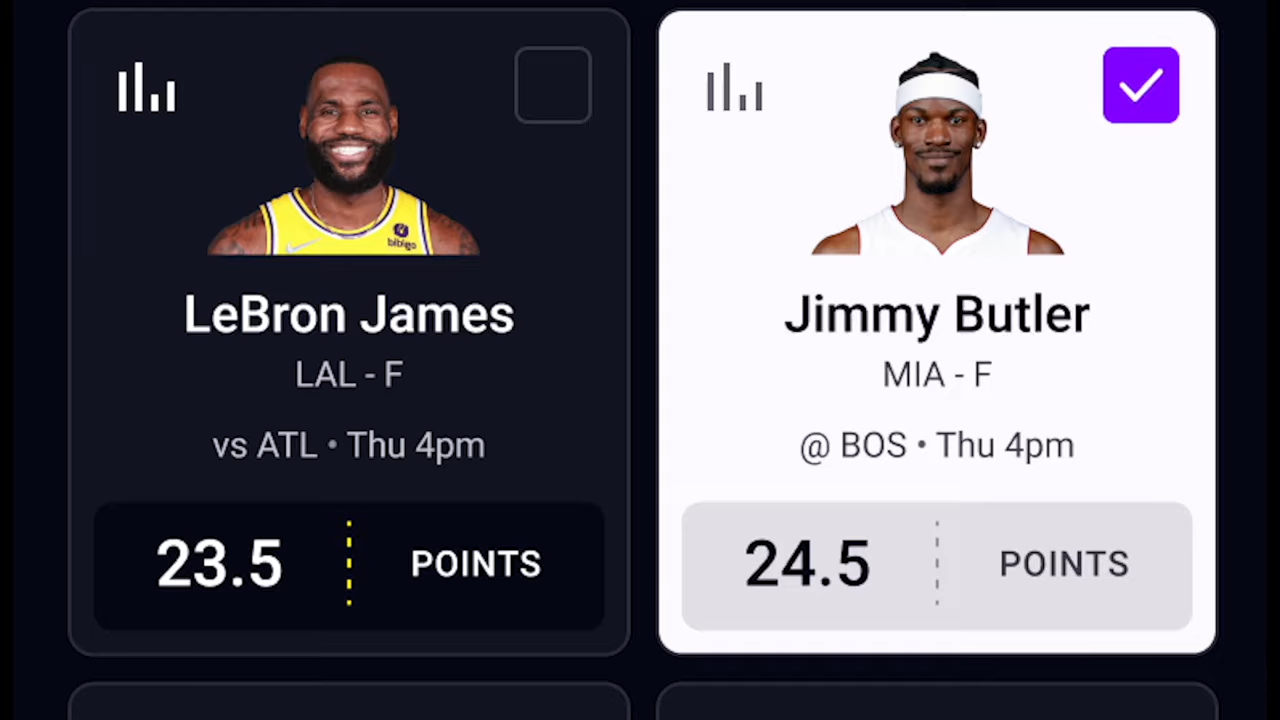 bibigo
LeBron James
LAL - F
vs ATL • Thu 4pm
23.5
POINTS
Jimmy Butler
MIA - F
@ BOS • Thu 4pm
24.5
POINTS